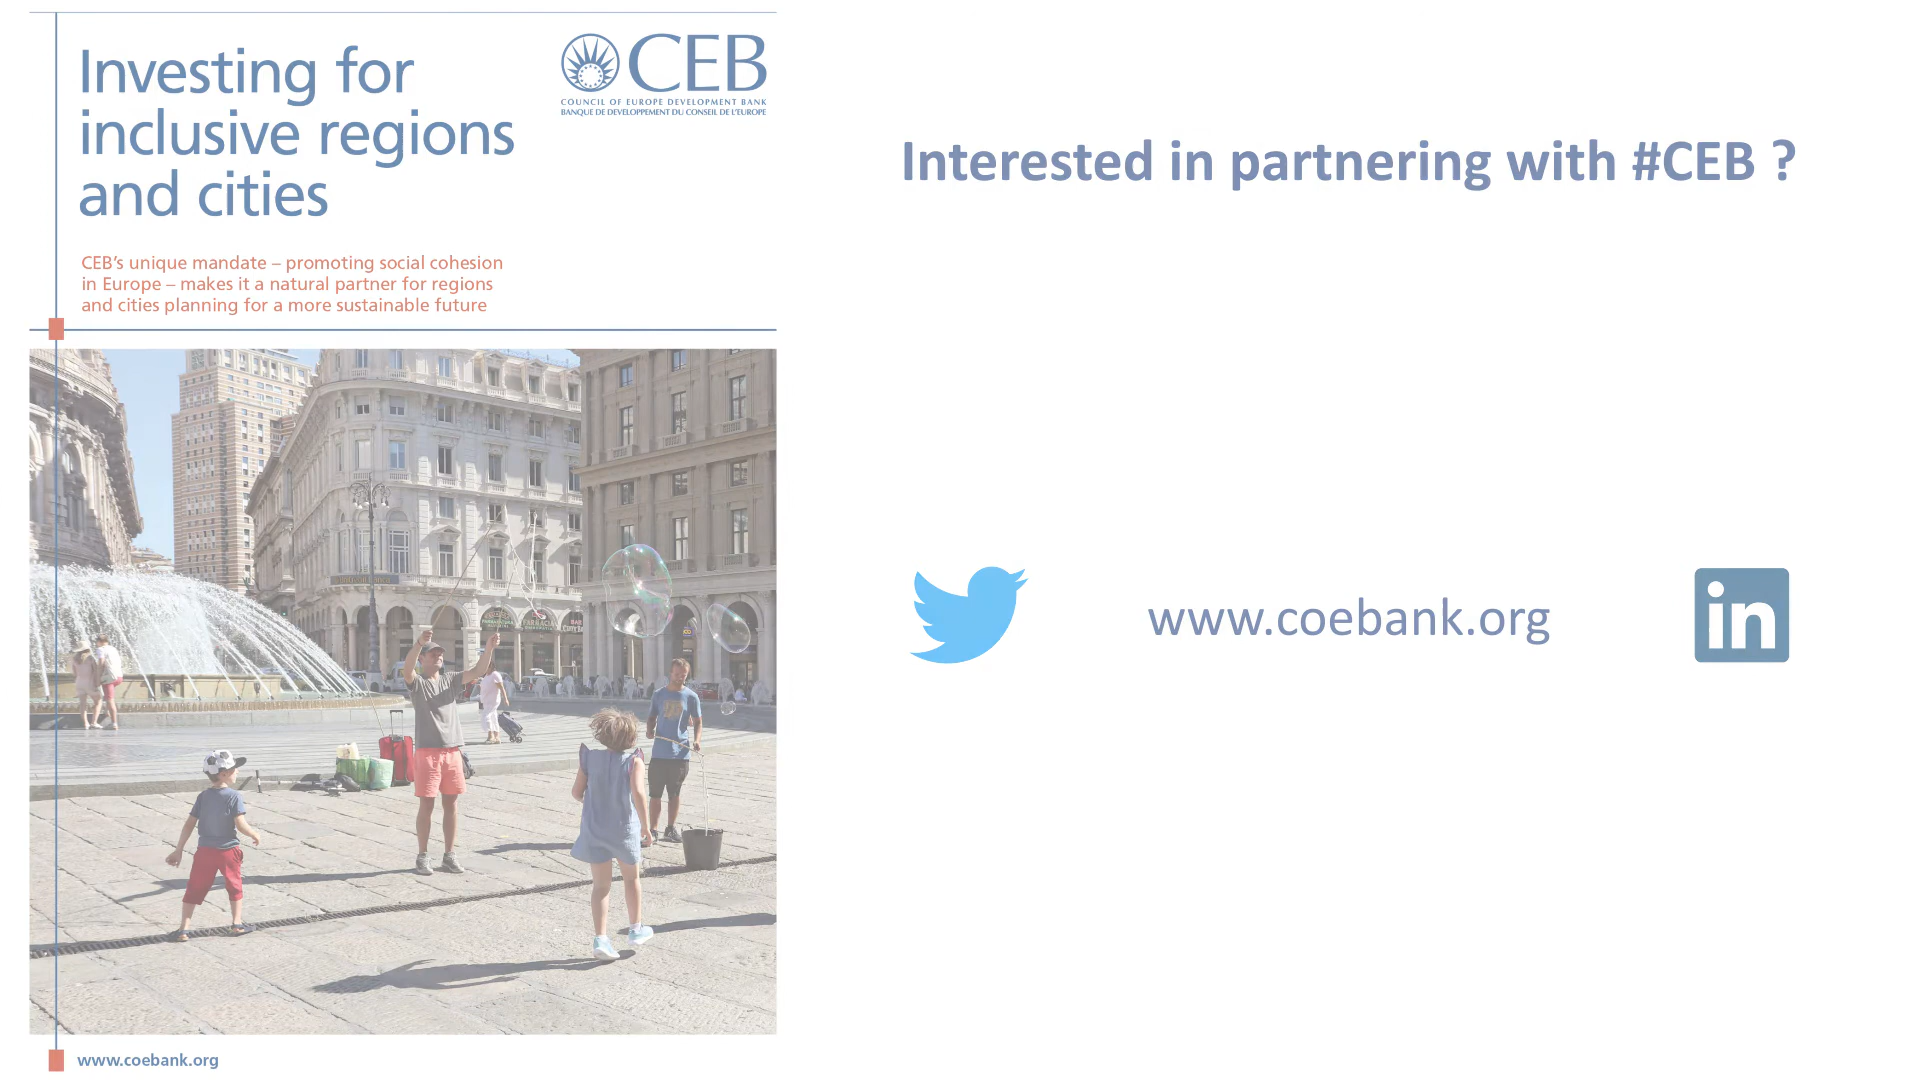 Investing for
inclusive regions
and cities
CEB
COUNCIL OF EUROPE DEVELOPMENT BANK
BANQUE DE DEVELOPPEMENT DU CONSEIL DE L'EUROPE
CEB's unique mandate – promoting social cohesion
in Europe – makes it a natural partner for regions
and cities planning for a more sustainable future
FARMACIA
www.coebank.org
Interested in partnering with #CEB ?
www.coebank.org
in